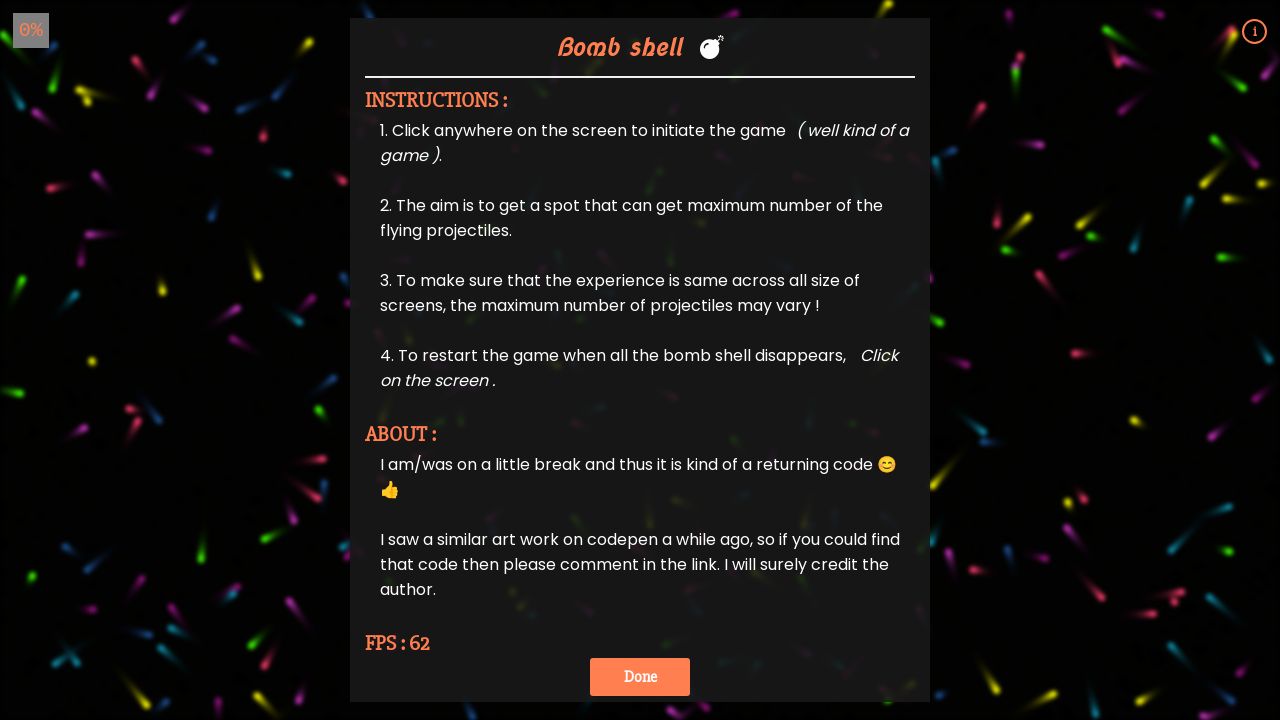 0%
i
Bomb shell 💣
INSTRUCTIONS :
1. Click anywhere on the screen to initiate the game ( well kind of a
game ).
2. The aim is to get a spot that can get maximum number of the
flying projectiles.
3. To make sure that the experience is same across all size of
screens, the maximum number of projectiles may vary !
4. To restart the game when all the bomb shell disappears, Click
on the screen .
ABOUT :
I am/was on a little break and thus it is kind of a returning code 😊
👍
I saw a similar art work on codepen a while ago, so if you could find
that code then please comment in the link. I will surely credit the
author.
FPS : 62
Done